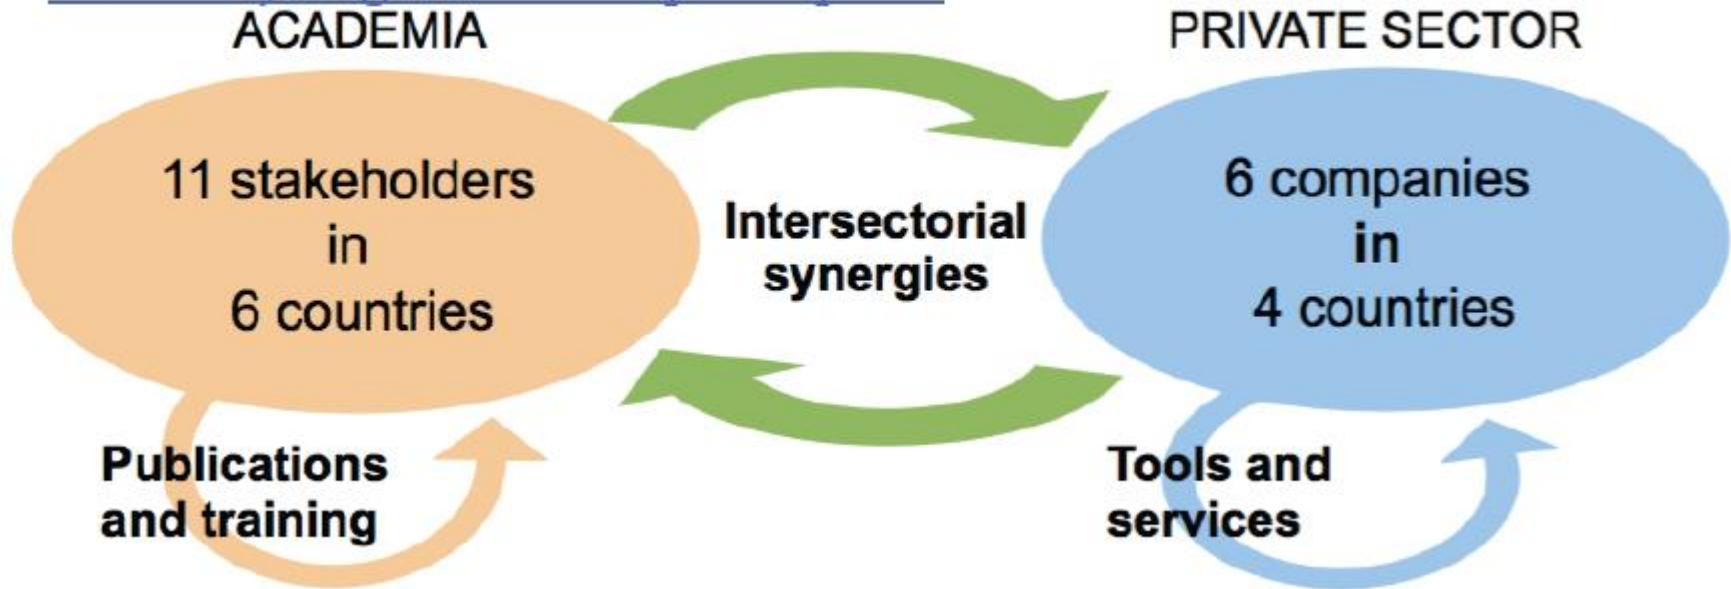 ACADEMIA
PRIVATE SECTOR
11 stakeholders
in
6 countries
Intersectorial
synergies
6 companies
in
4 countries
Publications
and training
Tools and
services